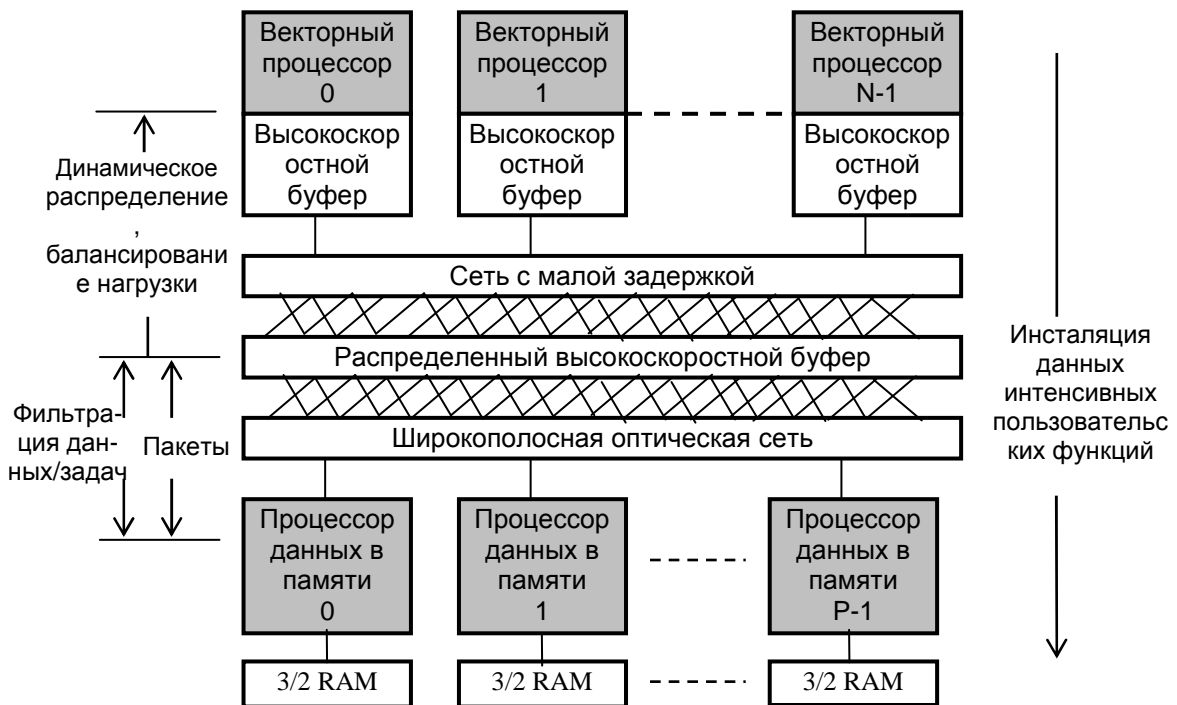 Векторный
процессор
0
Векторный
процессор
1
Векторный
процессор
N-1
Высокоскор
остной
буфер
Высокоскор
остной
буфер
Высокоскор
остной
буфер
Динамическое
распределение
,
балансировани
е нагрузки
Сеть с малой задержкой
Распределенный высокоскоростной буфер
Широкополосная оптическая сеть
Фильтра-
ция дан-
ных/задач
Пакеты
Инсталяция
данных
интенсивных
пользовательс
ких функций
Процессор
данных в
памяти
0
Процессор
данных в
памяти
1
Процессор
данных в
памяти
P-1
3/2 RAM
3/2 RAM
3/2 RAM